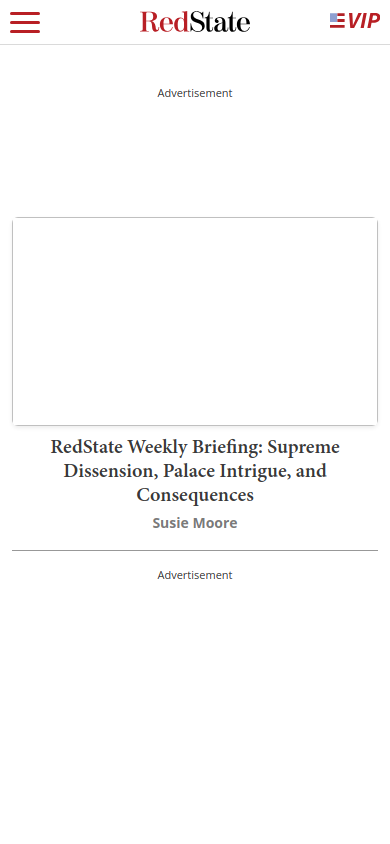 RedState
VIP
Advertisement
RedState Weekly Briefing: Supreme
Dissension, Palace Intrigue, and
Consequences
Susie Moore
Advertisement